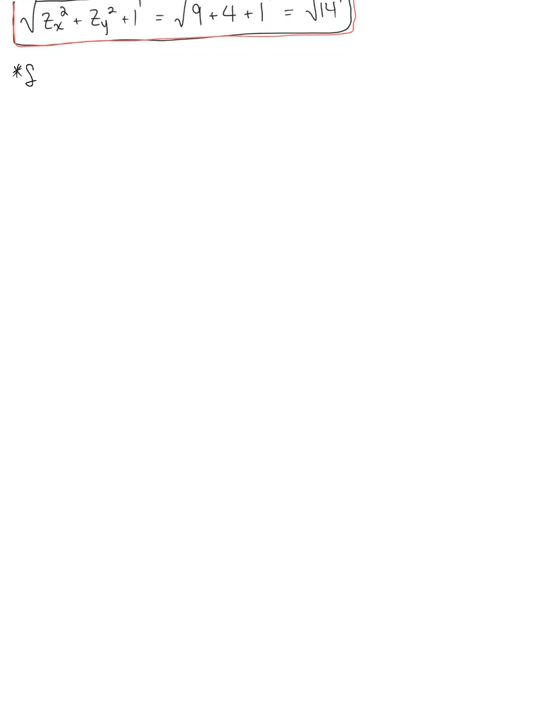 √(z_x² + z_y² + 1) = √(9 + 4 + 1) = √14
*S